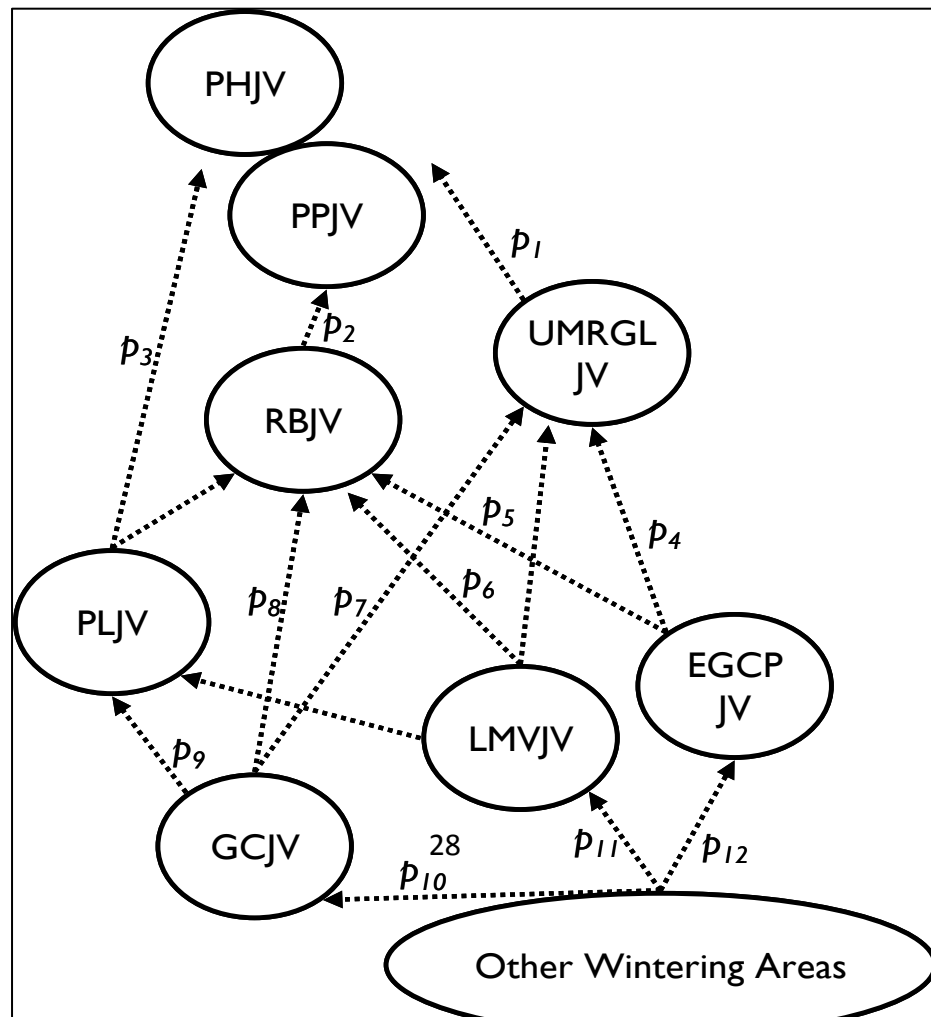 PHJV
PPJV
p1
p2
UMRGL
JV
p3
RBJV
p5
p4
p8
p7
p6
PLJV
EGCP
JV
LMVJV
p9
GCJV
28
p10
p11
p12
Other Wintering Areas